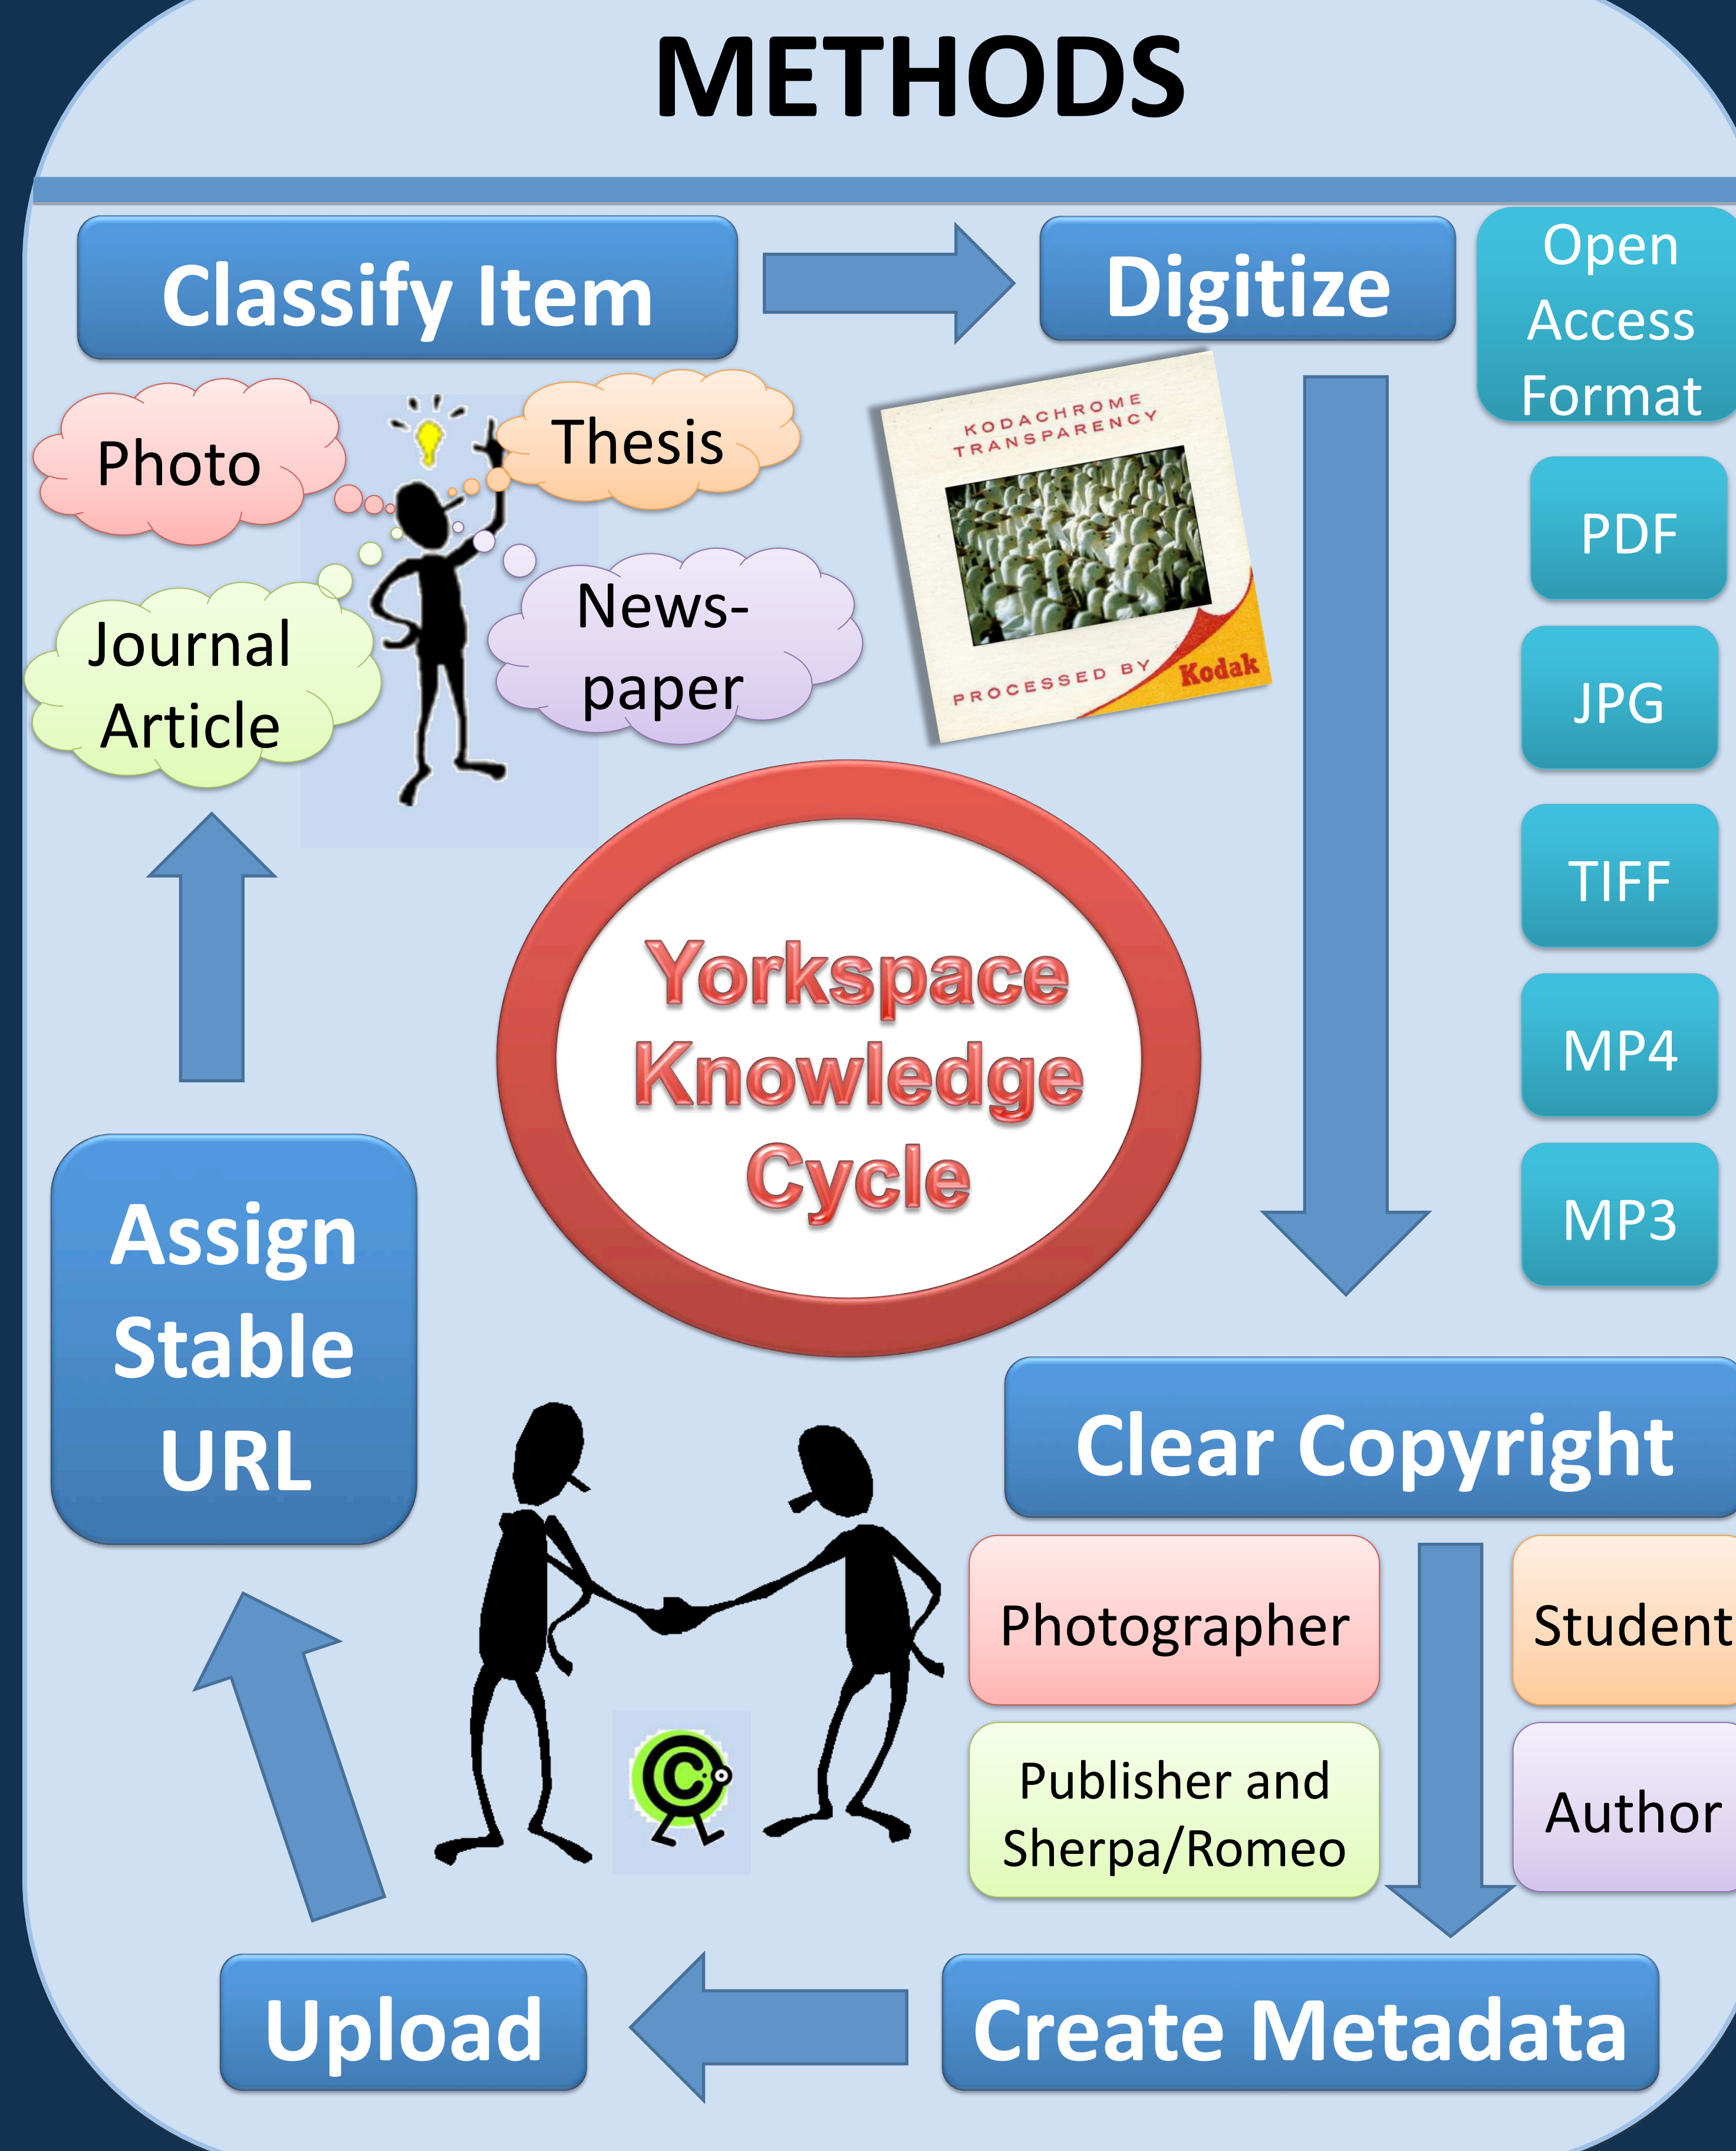 METHODS
Classify Item
Digitize
Open
Access
Format
Photo
Thesis
Journal
Article
News-
paper
KODACHROME
TRANSPARENCY
PROCESSED BY
Kodak
PDF
JPG
TIFF
MP4
MP3
Yorkspace
Knowledge
Cycle
Assign
Stable
URL
Clear Copyright
Photographer
Student
Publisher and
Sherpa/Romeo
Author
C
Upload
Create Metadata